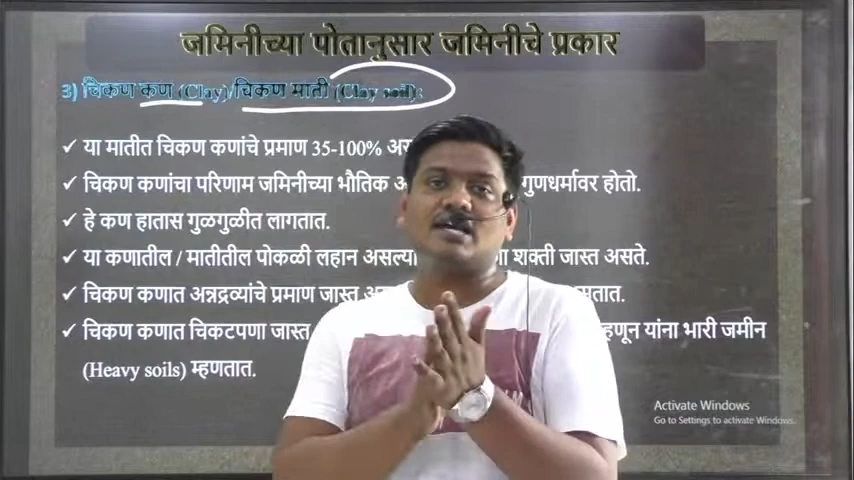 जमिनीच्या पोतानुसार जमिनीचे प्रकार
3) चिकण कण (Clay)/चिकण माती (Clay soil):
✓ या मातीत चिकण कणांचे प्रमाण 35-100%
✓ चिकण कणांचा परिणाम जमिनीच्या भौतिक गुणधर्मावर होतो.
✓ हे कण हातास गुळगुळीत लागतात.
✓ या कणातील / मातीतील पोकळी लहान शक्ती जास्त असते.
✓ चिकण कणात अन्नद्रव्यांचे प्रमाण जास्त
✓ चिकण कणात चिकटपणा जास्त यांना भारी जमीन
(Heavy soils) म्हणतात.
Activate Windows
Go to Settings to activate Windows.